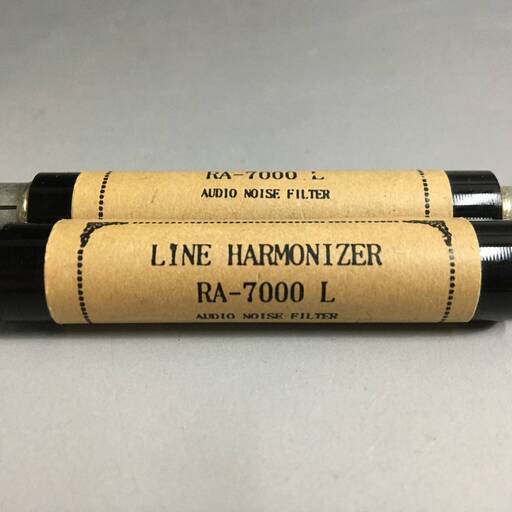 RA-7000 L
AUDIO NOISE FILTER
LINE HARMONIZER
RA-7000 L
AUDIO NOISE FILTER